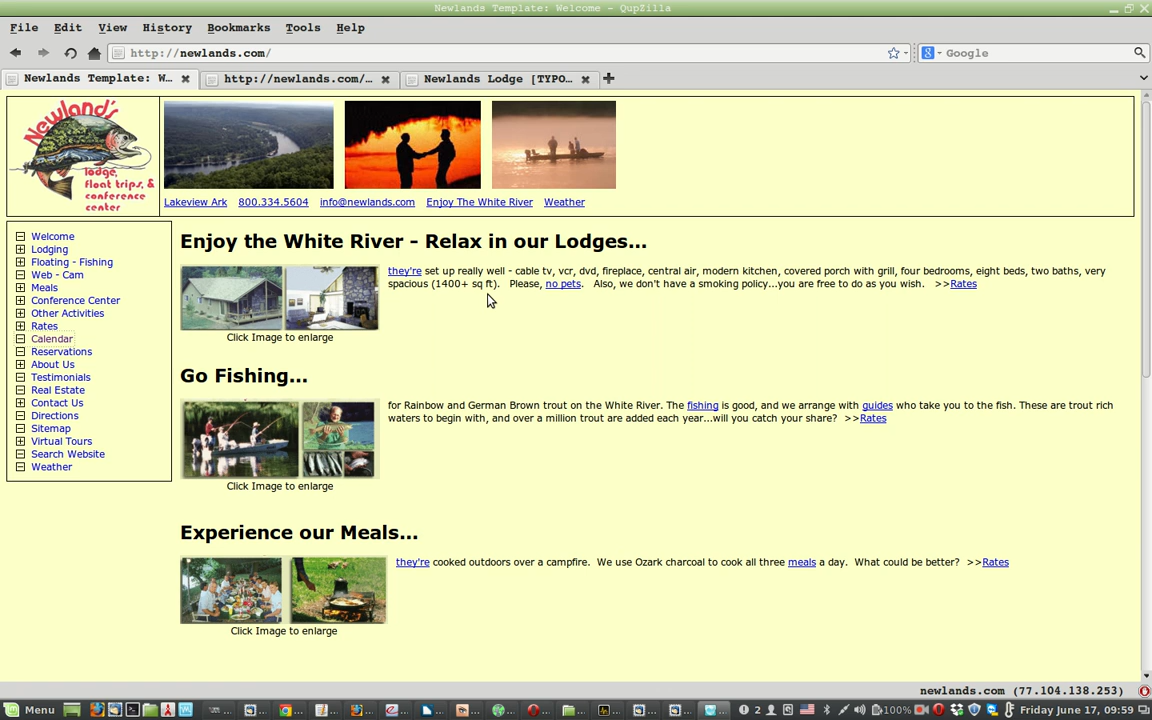 Newlands Template: Welcome - QupZilla
File Edit View History Bookmarks Tools Help
http://newlands.com/
Google
Newlands Template: W...
http://newlands.com/...
Newlands Lodge [TYPO...
Newland's
lodge,
float trips, &
conference
center
Lakeview Ark 800.334.5604 info@newlands.com Enjoy The White River Weather
Welcome
Lodging
Floating - Fishing
Web - Cam
Meals
Conference Center
Other Activities
Rates
Calendar
Reservations
About Us
Testimonials
Real Estate
Contact Us
Directions
Sitemap
Virtual Tours
Search Website
Weather
Enjoy the White River - Relax in our Lodges...
they're set up really well - cable tv, vcr, dvd, fireplace, central air, modern kitchen, covered porch with grill, four bedrooms, eight beds, two baths, very
spacious (1400+ sq ft). Please, no pets. Also, we don't have a smoking policy...you are free to do as you wish. >>Rates
Click Image to enlarge
Go Fishing...
for Rainbow and German Brown trout on the White River. The fishing is good, and we arrange with guides who take you to the fish. These are trout rich
waters to begin with, and over a million trout are added each year...will you catch your share? >>Rates
Click Image to enlarge
Experience our Meals...
they're cooked outdoors over a campfire. We use Ozark charcoal to cook all three meals a day. What could be better? >>Rates
Click Image to enlarge
newlands.com (77.104.138.253)
Menu
2
100%
Friday June 17, 09:59